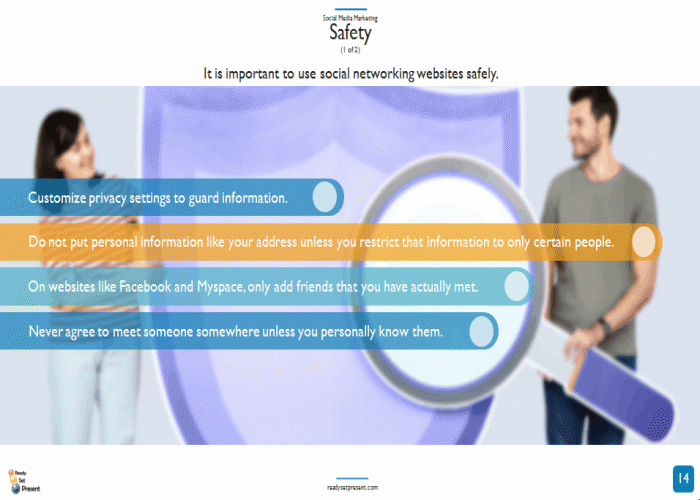 Social Media Marketing
Safety
(1 of 2)
It is important to use social networking websites safely.
Customize privacy settings to guard information.
Do not put personal information like your address unless you restrict that information to only certain people.
On websites like Facebook and Myspace, only add friends that you have actually met.
Never agree to meet someone somewhere unless you personally know them.
Ready
Set
Present
readysetpresent.com
14